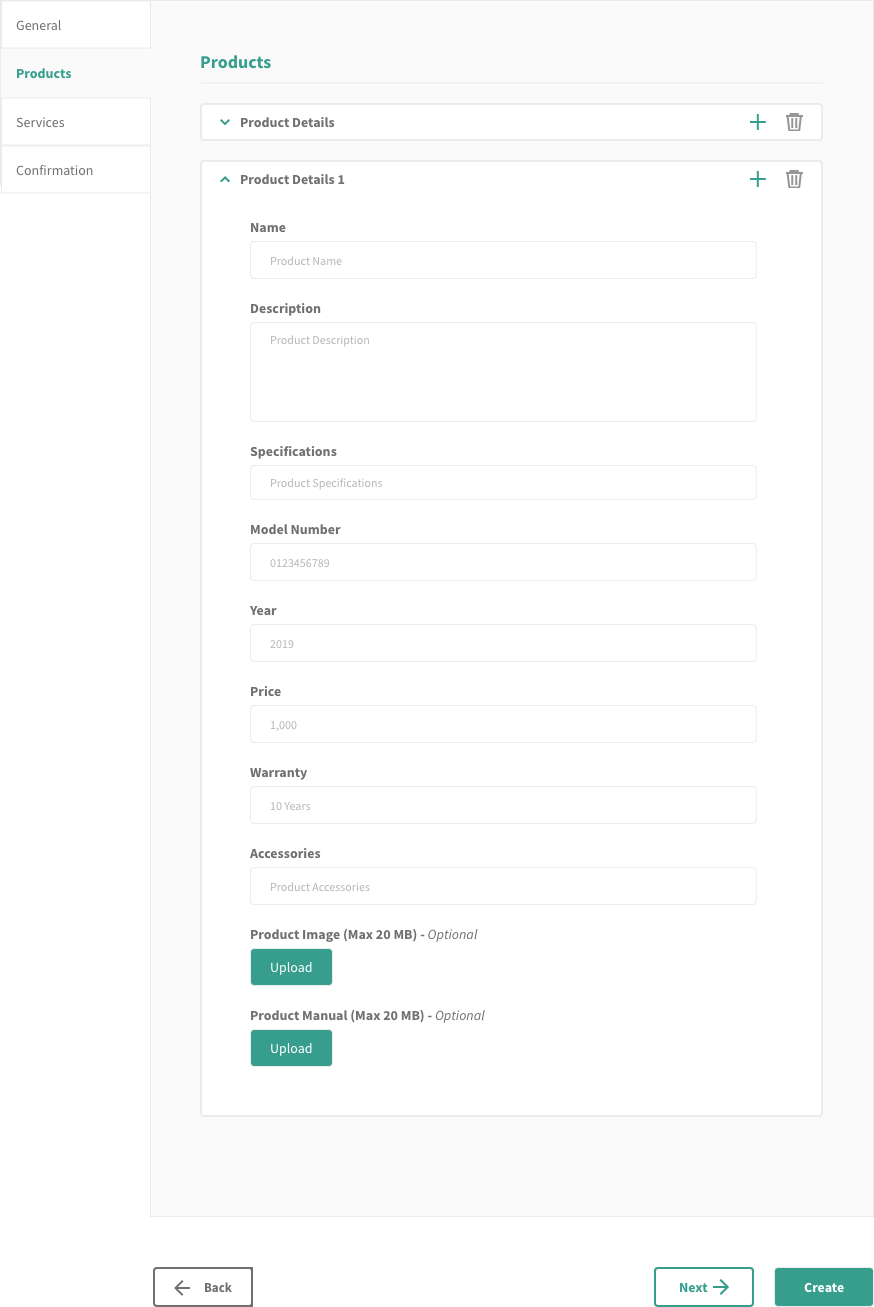 General
Products
Services
Confirmation
Products
Product Details
Product Details 1
Name
Product Name
Description
Product Description
Specifications
Product Specifications
Model Number
0123456789
Year
2019
Price
1,000
Warranty
10 Years
Accessories
Product Accessories
Product Image (Max 20 MB) - Optional
Upload
Product Manual (Max 20 MB) - Optional
Upload
Back
Next
Create